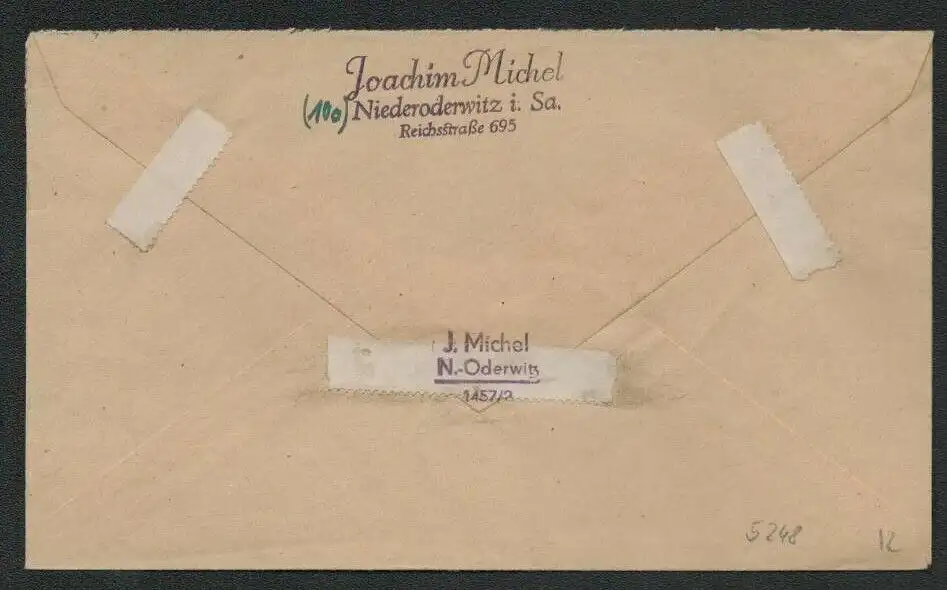 Joachim Michel
(10a) Niederoderwitz i. Sa.
Reichsstraße 695
J. Michel
N.-Oderwitz
1457/2
5248
12